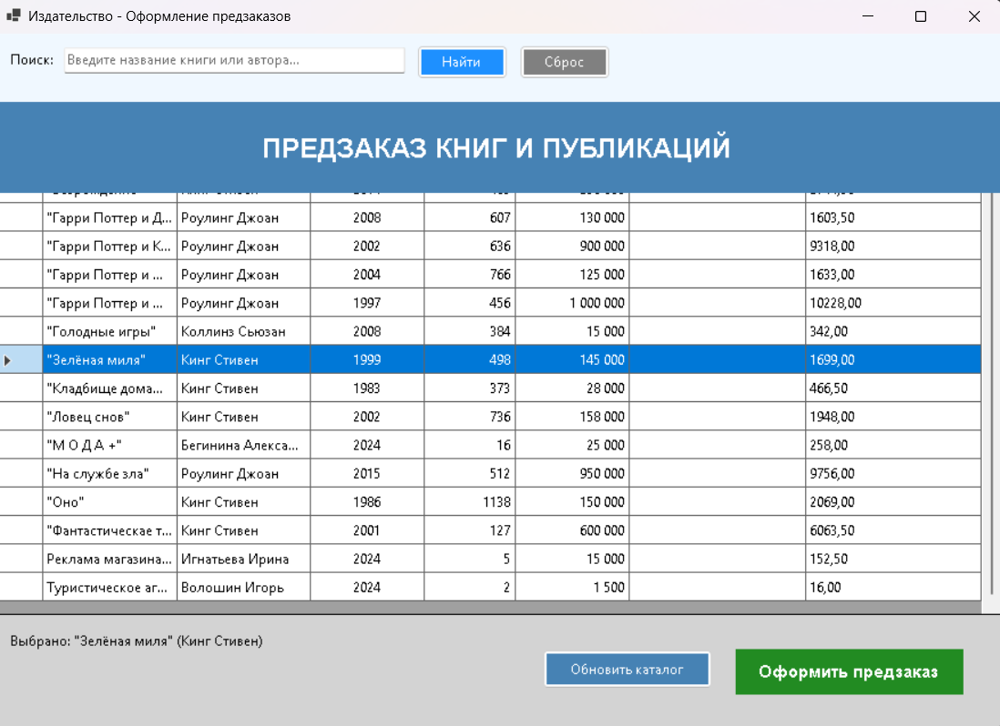 Издательство - Оформление предзаказов
Поиск: Введите название книги или автора... Найти Сброс
ПРЕДЗАКАЗ КНИГ И ПУБЛИКАЦИЙ
"Гарри Поттер и Д... Роулинг Джоан 2008 607 130 000 1603,50
"Гарри Поттер и К... Роулинг Джоан 2002 636 900 000 9318,00
"Гарри Поттер и ... Роулинг Джоан 2004 766 125 000 1633,00
"Гарри Поттер и ... Роулинг Джоан 1997 456 1 000 000 10228,00
"Голодные игры" Коллинз Сьюзан 2008 384 15 000 342,00
"Зелёная миля" Кинг Стивен 1999 498 145 000 1699,00
"Кладбище дома... Кинг Стивен 1983 373 28 000 466,50
"Ловец снов" Кинг Стивен 2002 736 158 000 1948,00
"М О Д А +" Бегинина Алекса... 2024 16 25 000 258,00
"На службе зла" Роулинг Джоан 2015 512 950 000 9756,00
"Оно" Кинг Стивен 1986 1138 150 000 2069,00
"Фантастическае т... Кинг Стивен 2001 127 600 000 6063,50
Реклама магазина... Игнатьева Ирина 2024 5 15 000 152,50
Туристическое аг... Волошин Игорь 2024 2 1 500 16,00
Выбрано: "Зелёная миля" (Кинг Стивен)
Обновить каталог Оформить предзаказ